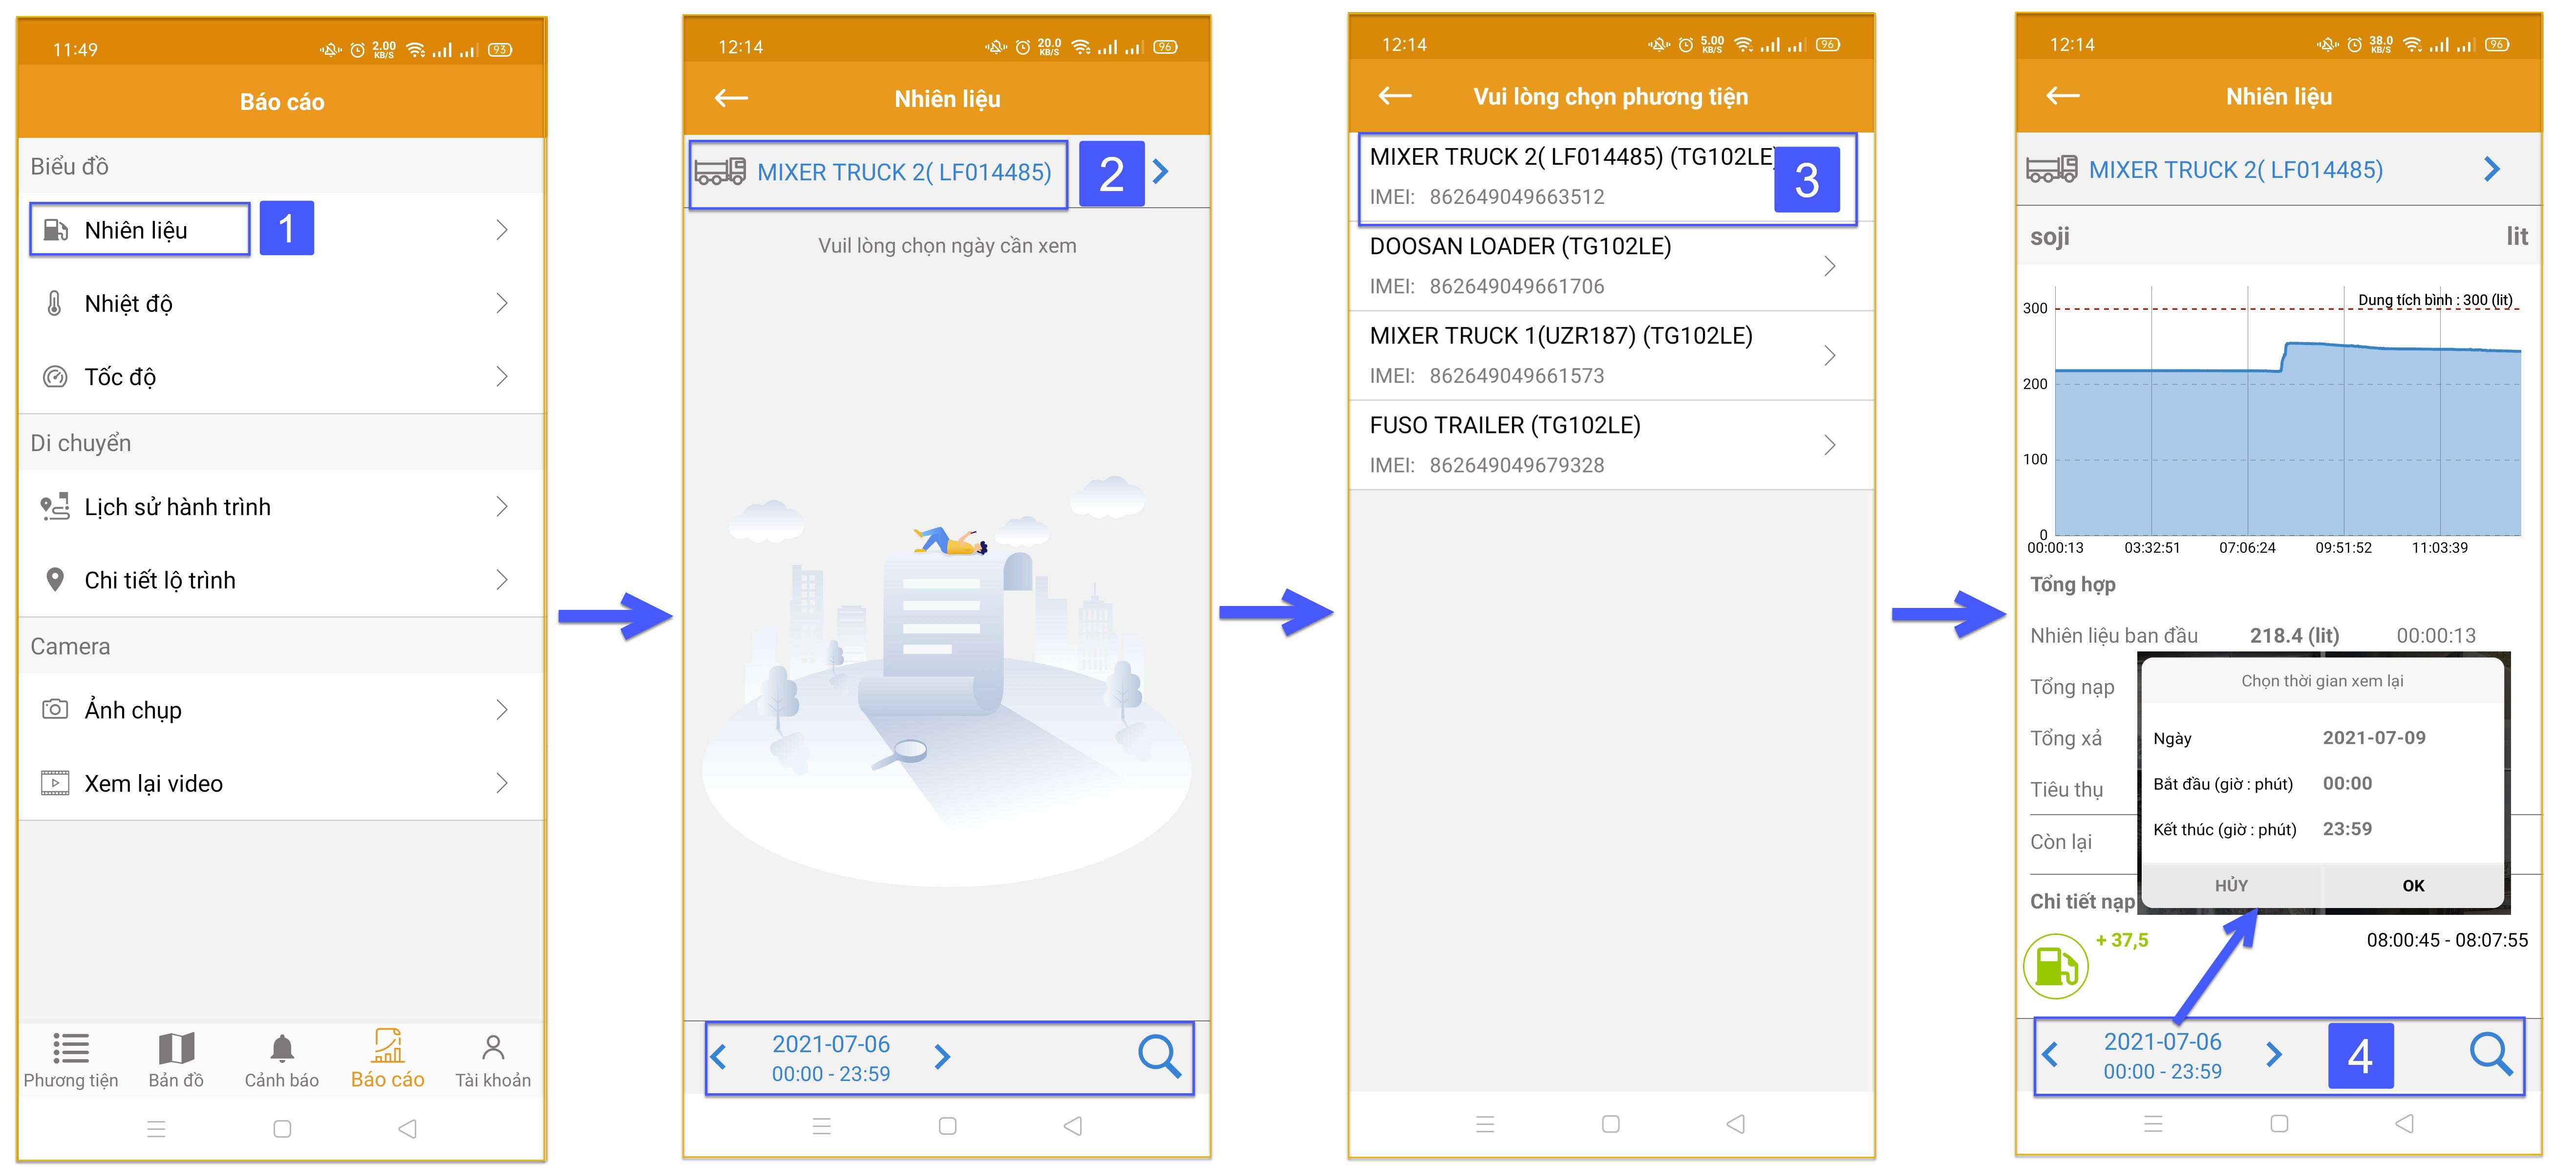 11:49
2.00
KB/S
93
Báo cáo
Biểu đồ
Nhiên liệu
1
Nhiệt độ
Tốc độ
Di chuyển
Lịch sử hành trình
Chi tiết lộ trình
Camera
Ảnh chụp
Xem lại video
Phương tiện
Bản đồ
Cảnh báo
Báo cáo
Tài khoản
12:14
20.0
KB/S
96
Nhiên liệu
MIXER TRUCK 2( LF014485)
2
Vuil lòng chọn ngày cần xem
2021-07-06
00:00 - 23:59
12:14
5.00
KB/S
96
Vui lòng chọn phương tiện
MIXER TRUCK 2( LF014485) (TG102LE)
IMEI: 862649049663512
3
DOOSAN LOADER (TG102LE)
IMEI: 862649049661706
MIXER TRUCK 1(UZR187) (TG102LE)
IMEI: 862649049661573
FUSO TRAILER (TG102LE)
IMEI: 862649049679328
12:14
38.0
KB/S
96
Nhiên liệu
MIXER TRUCK 2( LF014485)
soji lit
Dung tích bình : 300 (lit)
300
200
100
0
00:00:13 03:32:51 07:06:24 09:51:52 11:03:39
Tổng hợp
Nhiên liệu ban đầu 218.4 (lit) 00:00:13
Tổng nạp
Tổng xả
Tiêu thụ
Còn lại
Chọn thời gian xem lại
Ngày 2021-07-09
Bắt đầu (giờ : phút) 00:00
Kết thúc (giờ : phút) 23:59
HỦY OK
Chi tiết nạp
+ 37,5 08:00:45 - 08:07:55
2021-07-06
00:00 - 23:59
4